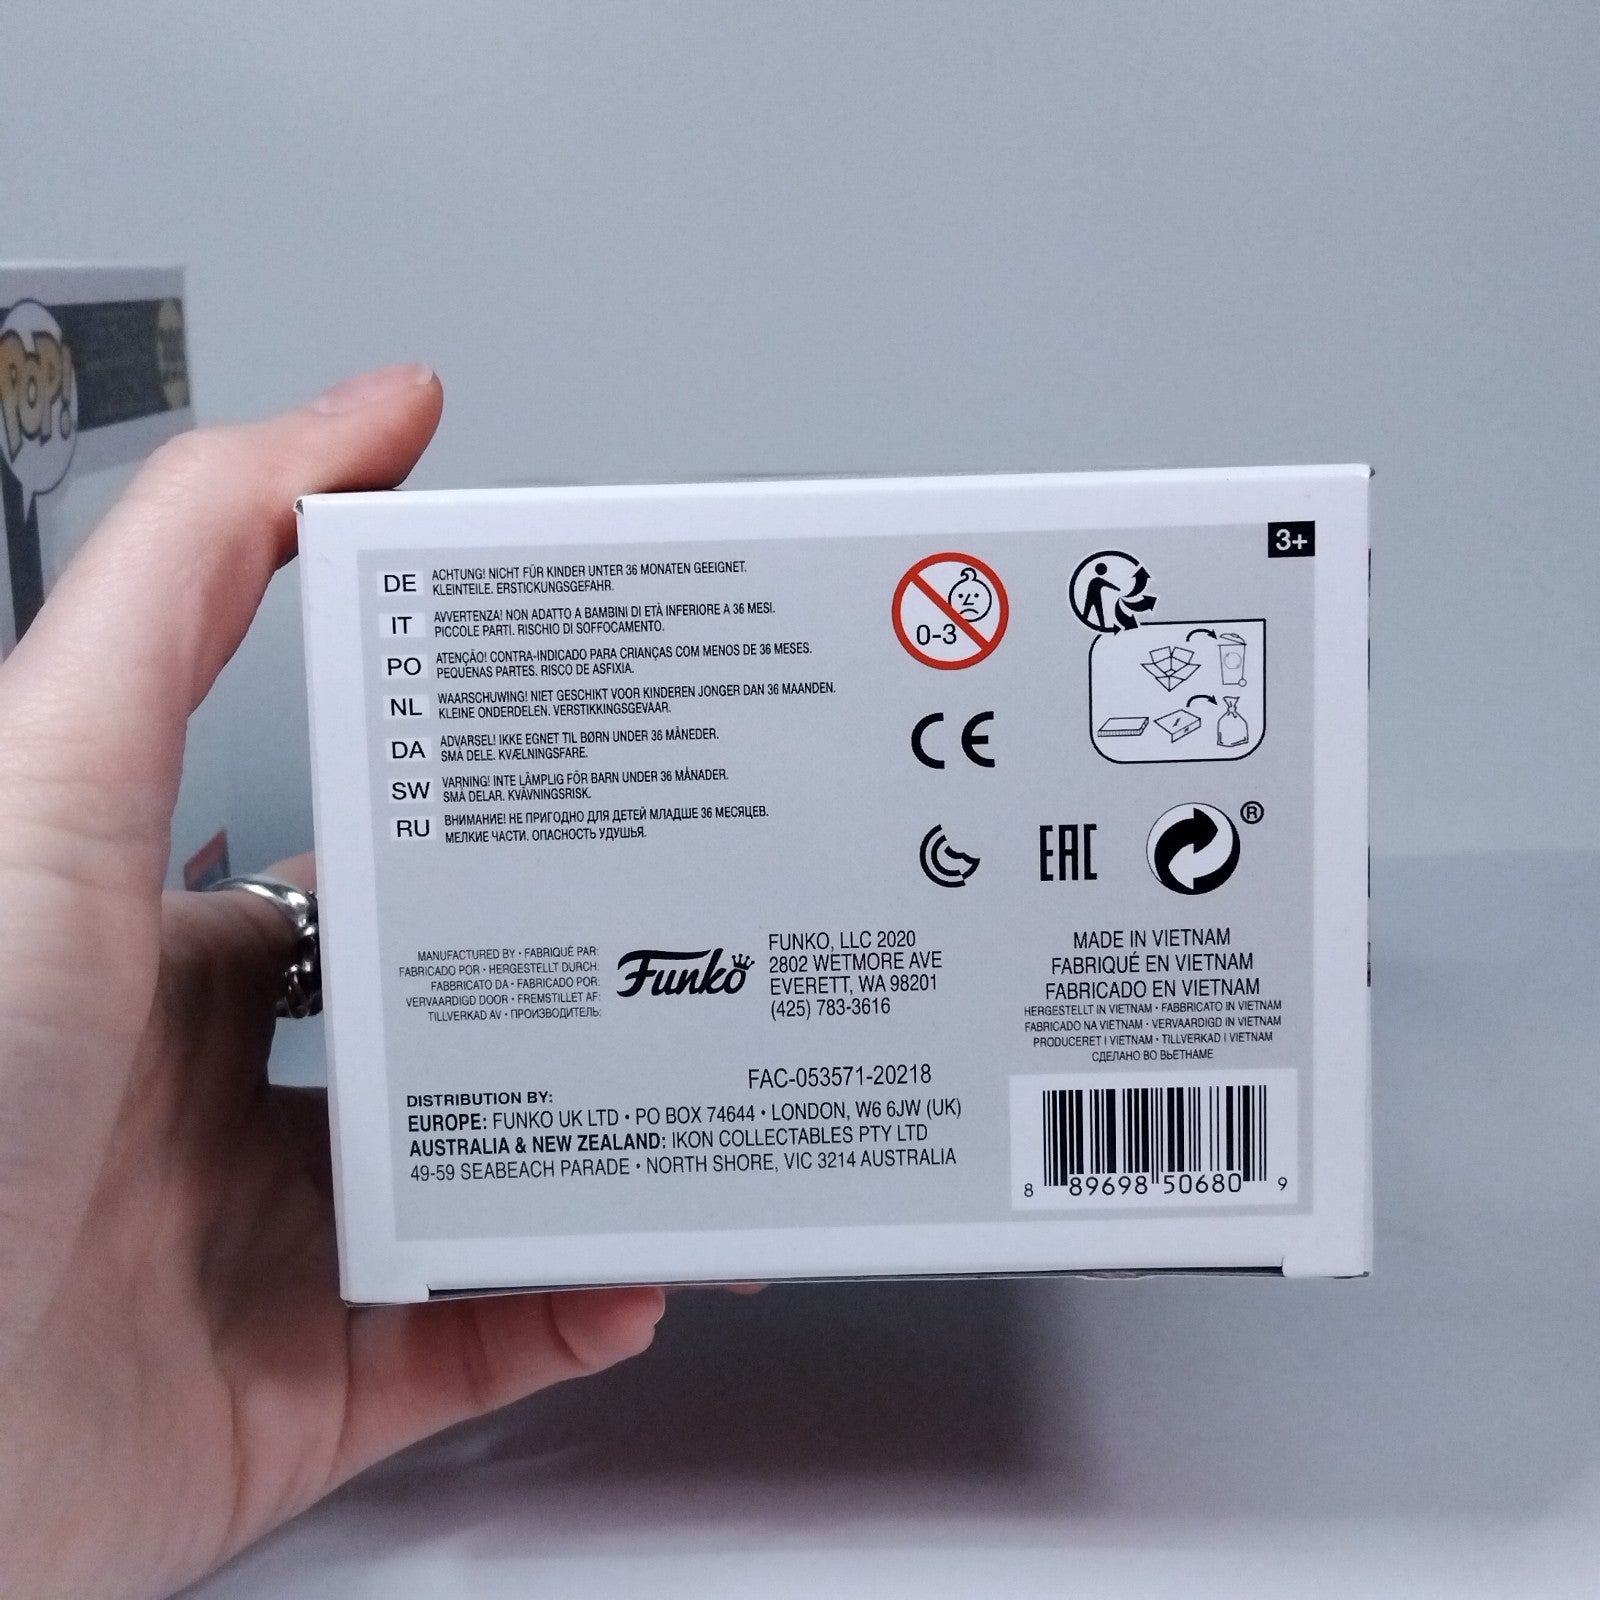 POP!
3+
DE ACHTUNG! NICHT FÜR KINDER UNTER 36 MONATEN GEEIGNET.
KLEINTEILE. ERSTICKUNGSGEFAHR.
IT AVVERTENZA! NON ADATTO A BAMBINI DI ETÀ INFERIORE A 36 MESI.
PICCOLE PARTI. RISCHIO DI SOFFOCAMENTO.
PO ATENÇÃO! CONTRA-INDICADO PARA CRIANÇAS COM MENOS DE 36 MESES.
PEQUENAS PARTES. RISCO DE ASFIXIA.
NL WAARSCHUWING! NIET GESCHIKT VOOR KINDEREN JONGER DAN 36 MAANDEN.
KLEINE ONDERDELEN. VERSTIKKINGSGEVAAR.
DA ADVARSEL! IKKE EGNET TIL BØRN UNDER 36 MÅNEDER.
SMÅ DELE. KVÆLNINGSFARE.
SW VARNING! INTE LÄMPLIG FÖR BARN UNDER 36 MÅNADER.
SMÅ DELAR. KVÄVNINGSRISK.
RU ВНИМАНИЕ! НЕ ПРИГОДНО ДЛЯ ДЕТЕЙ МЛАДШЕ 36 МЕСЯЦЕВ.
МЕЛКИЕ ЧАСТИ. ОПАСНОСТЬ УДУШЬЯ.
0-3
CE
EAC
®
MANUFACTURED BY • FABRIQUÉ PAR:
FABRICADO POR • HERGESTELLT DURCH:
FABBRICATO DA • FABRICADO POR:
VERVAARDIGD DOOR • FREMSTILLET AF:
TILLVERKAD AV • ПРОИЗВОДИТЕЛЬ:
Funko
FUNKO, LLC 2020
2802 WETMORE AVE
EVERETT, WA 98201
(425) 783-3616
MADE IN VIETNAM
FABRIQUÉ EN VIETNAM
FABRICADO EN VIETNAM
HERGESTELLT IN VIETNAM • FABBRICATO IN VIETNAM
FABRICADO NA VIETNAM • VERVAARDIGD IN VIETNAM
PRODUCERET I VIETNAM • TILLVERKAD I VIETNAM
СДЕЛАНО ВО ВЬЕТНАМЕ
FAC-053571-20218
DISTRIBUTION BY:
EUROPE: FUNKO UK LTD • PO BOX 74644 • LONDON, W6 6JW (UK)
AUSTRALIA & NEW ZEALAND: IKON COLLECTABLES PTY LTD
49-59 SEABEACH PARADE • NORTH SHORE, VIC 3214 AUSTRALIA
8 89698 50680 9